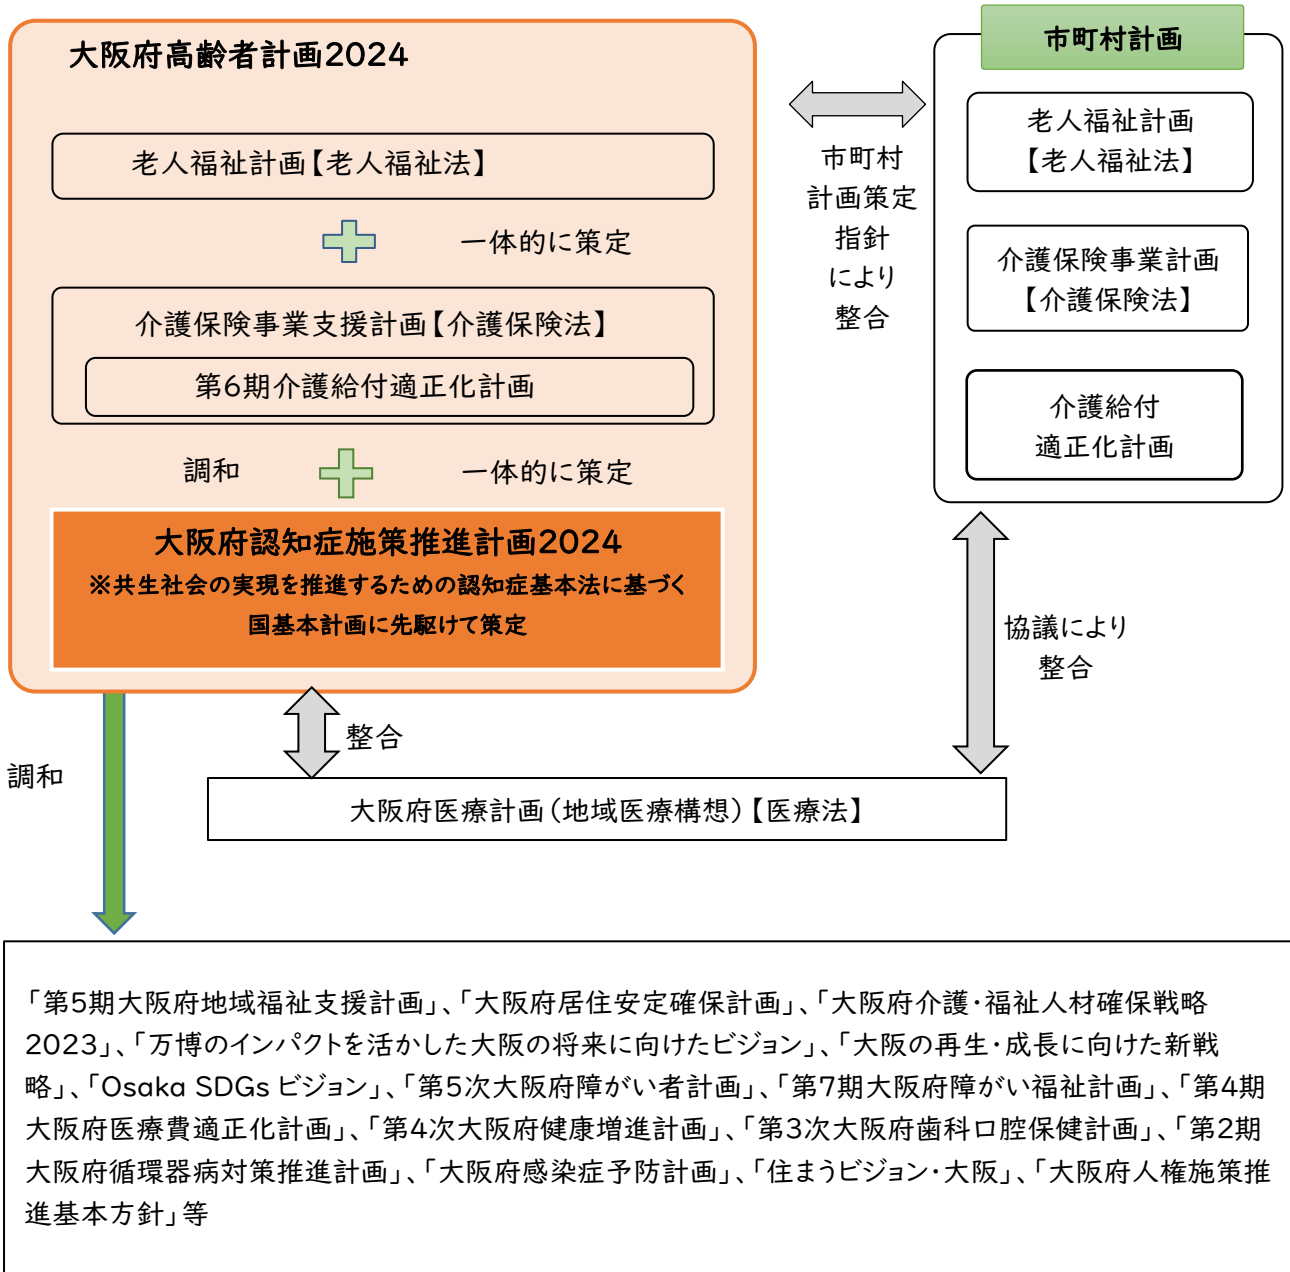 大阪府高齢者計画2024
老人福祉計画【老人福祉法】
一体的に策定
介護保険事業支援計画【介護保険法】
第6期介護給付適正化計画
調和
一体的に策定
大阪府認知症施策推進計画2024
※共生社会の実現を推進するための認知症基本法に基づく
国基本計画に先駆けて策定
市町村
計画策定
指針
により
整合
市町村計画
老人福祉計画
【老人福祉法】
介護保険事業計画
【介護保険法】
介護給付
適正化計画
協議により
整合
整合
調和
大阪府医療計画(地域医療構想)【医療法】
「第5期大阪府地域福祉支援計画」、「大阪府居住安定確保計画」、「大阪府介護・福祉人材確保戦略
2023」、「万博のインパクトを活かした大阪の将来に向けたビジョン」、「大阪の再生・成長に向けた新戦
略」、「Osaka SDGs ビジョン」、「第5次大阪府障がい者計画」、「第7期大阪府障がい福祉計画」、「第4期
大阪府医療費適正化計画」、「第4次大阪府健康増進計画」、「第3次大阪府歯科口腔保健計画」、「第2期
大阪府循環器病対策推進計画」、「大阪府感染症予防計画」、「住まうビジョン・大阪」、「大阪府人権施策推
進基本方針」等